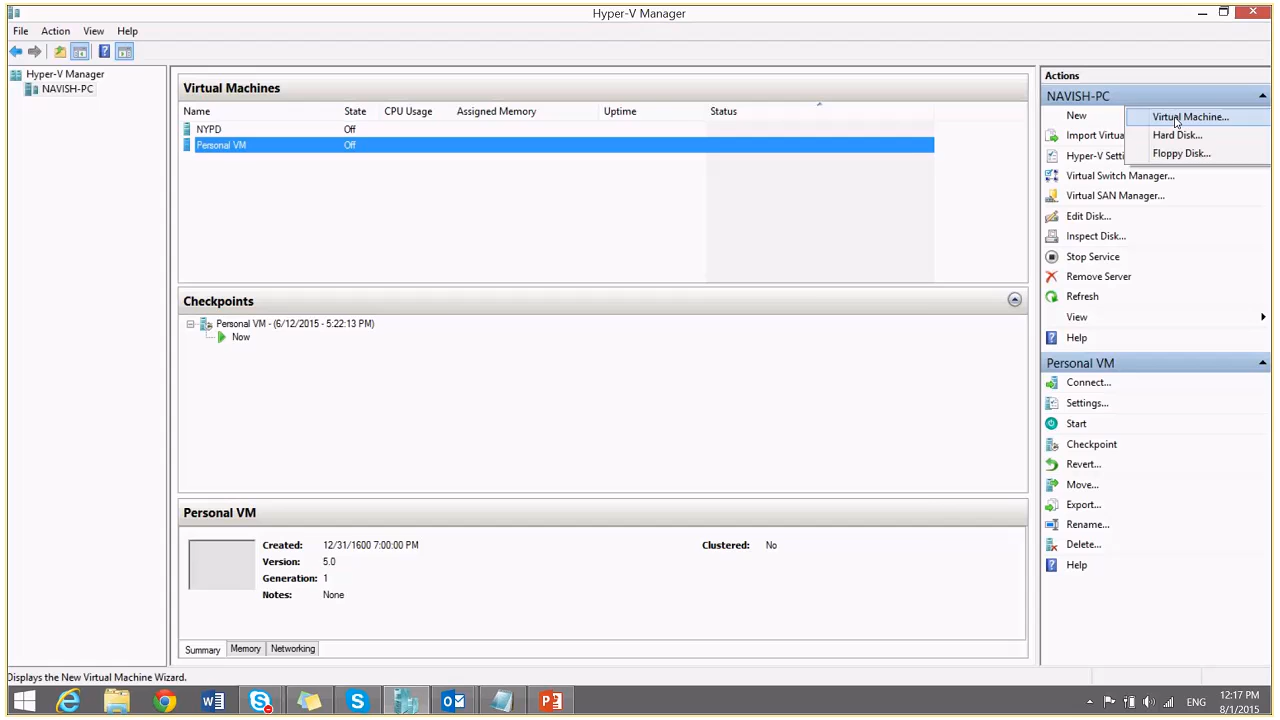 Hyper-V Manager
File Action View Help
Hyper-V Manager
NAVISH-PC
Virtual Machines
Name State CPU Usage Assigned Memory Uptime Status
NYPD Off
Personal VM Off
Checkpoints
Personal VM - (6/12/2015 - 5:22:13 PM)
Now
Personal VM
Created: 12/31/1600 7:00:00 PM Clustered: No
Version: 5.0
Generation: 1
Notes: None
Summary Memory Networking
Actions
NAVISH-PC
New
Virtual Machine...
Import Virtua
Hard Disk...
Hyper-V Setti
Floppy Disk...
Virtual Switch Manager...
Virtual SAN Manager...
Edit Disk...
Inspect Disk...
Stop Service
Remove Server
Refresh
View
Help
Personal VM
Connect...
Settings...
Start
Checkpoint
Revert...
Move...
Export...
Rename...
Delete...
Help
Displays the New Virtual Machine Wizard.
ENG
12:17 PM
8/1/2015